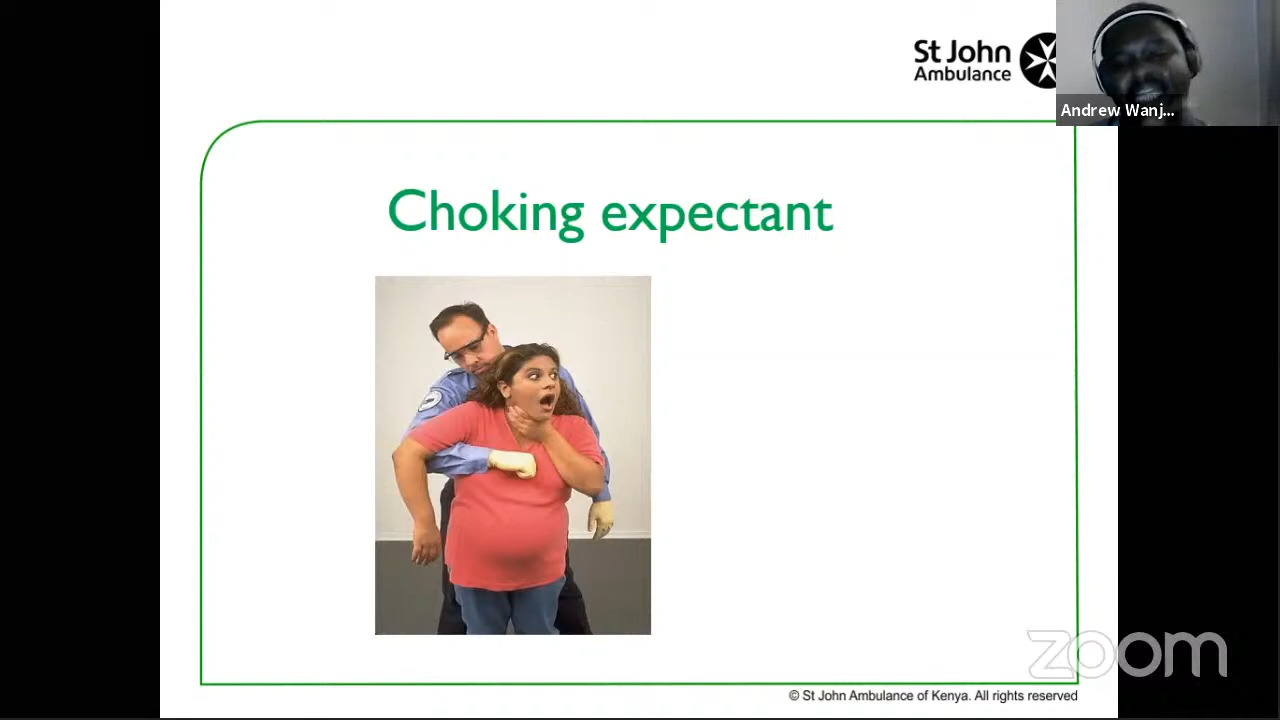 St John
Ambulance
Andrew Wanj...
Choking expectant
zoom
© St John Ambulance of Kenya. All rights reserved